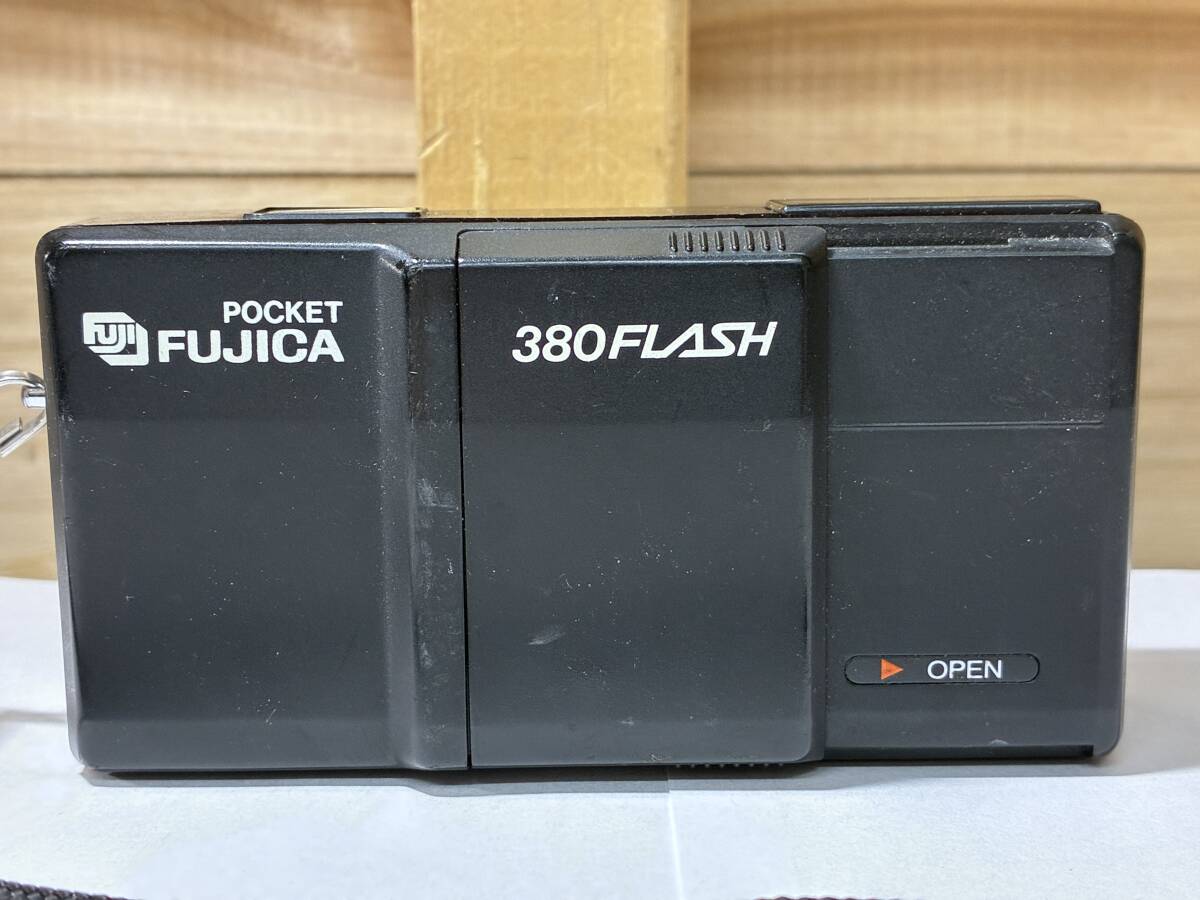 POCKET
FUJI FUJICA
380FLASH
OPEN